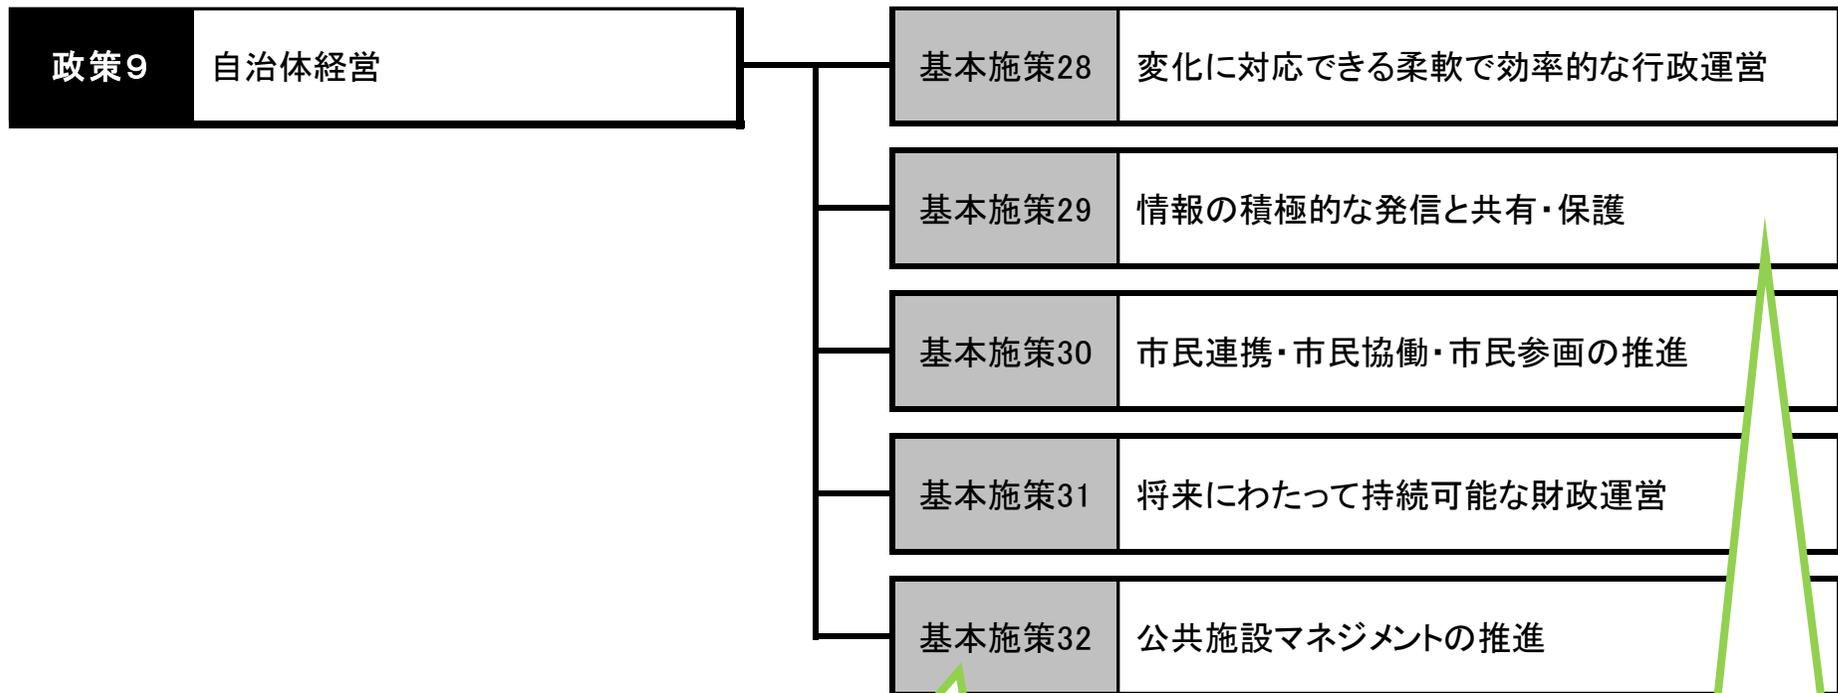 政策9 自治体経営
基本施策28 変化に対応できる柔軟で効率的な行政運営
基本施策29 情報の積極的な発信と共有・保護
基本施策30 市民連携・市民協働・市民参画の推進
基本施策31 将来にわたって持続可能な財政運営
基本施策32 公共施設マネジメントの推進